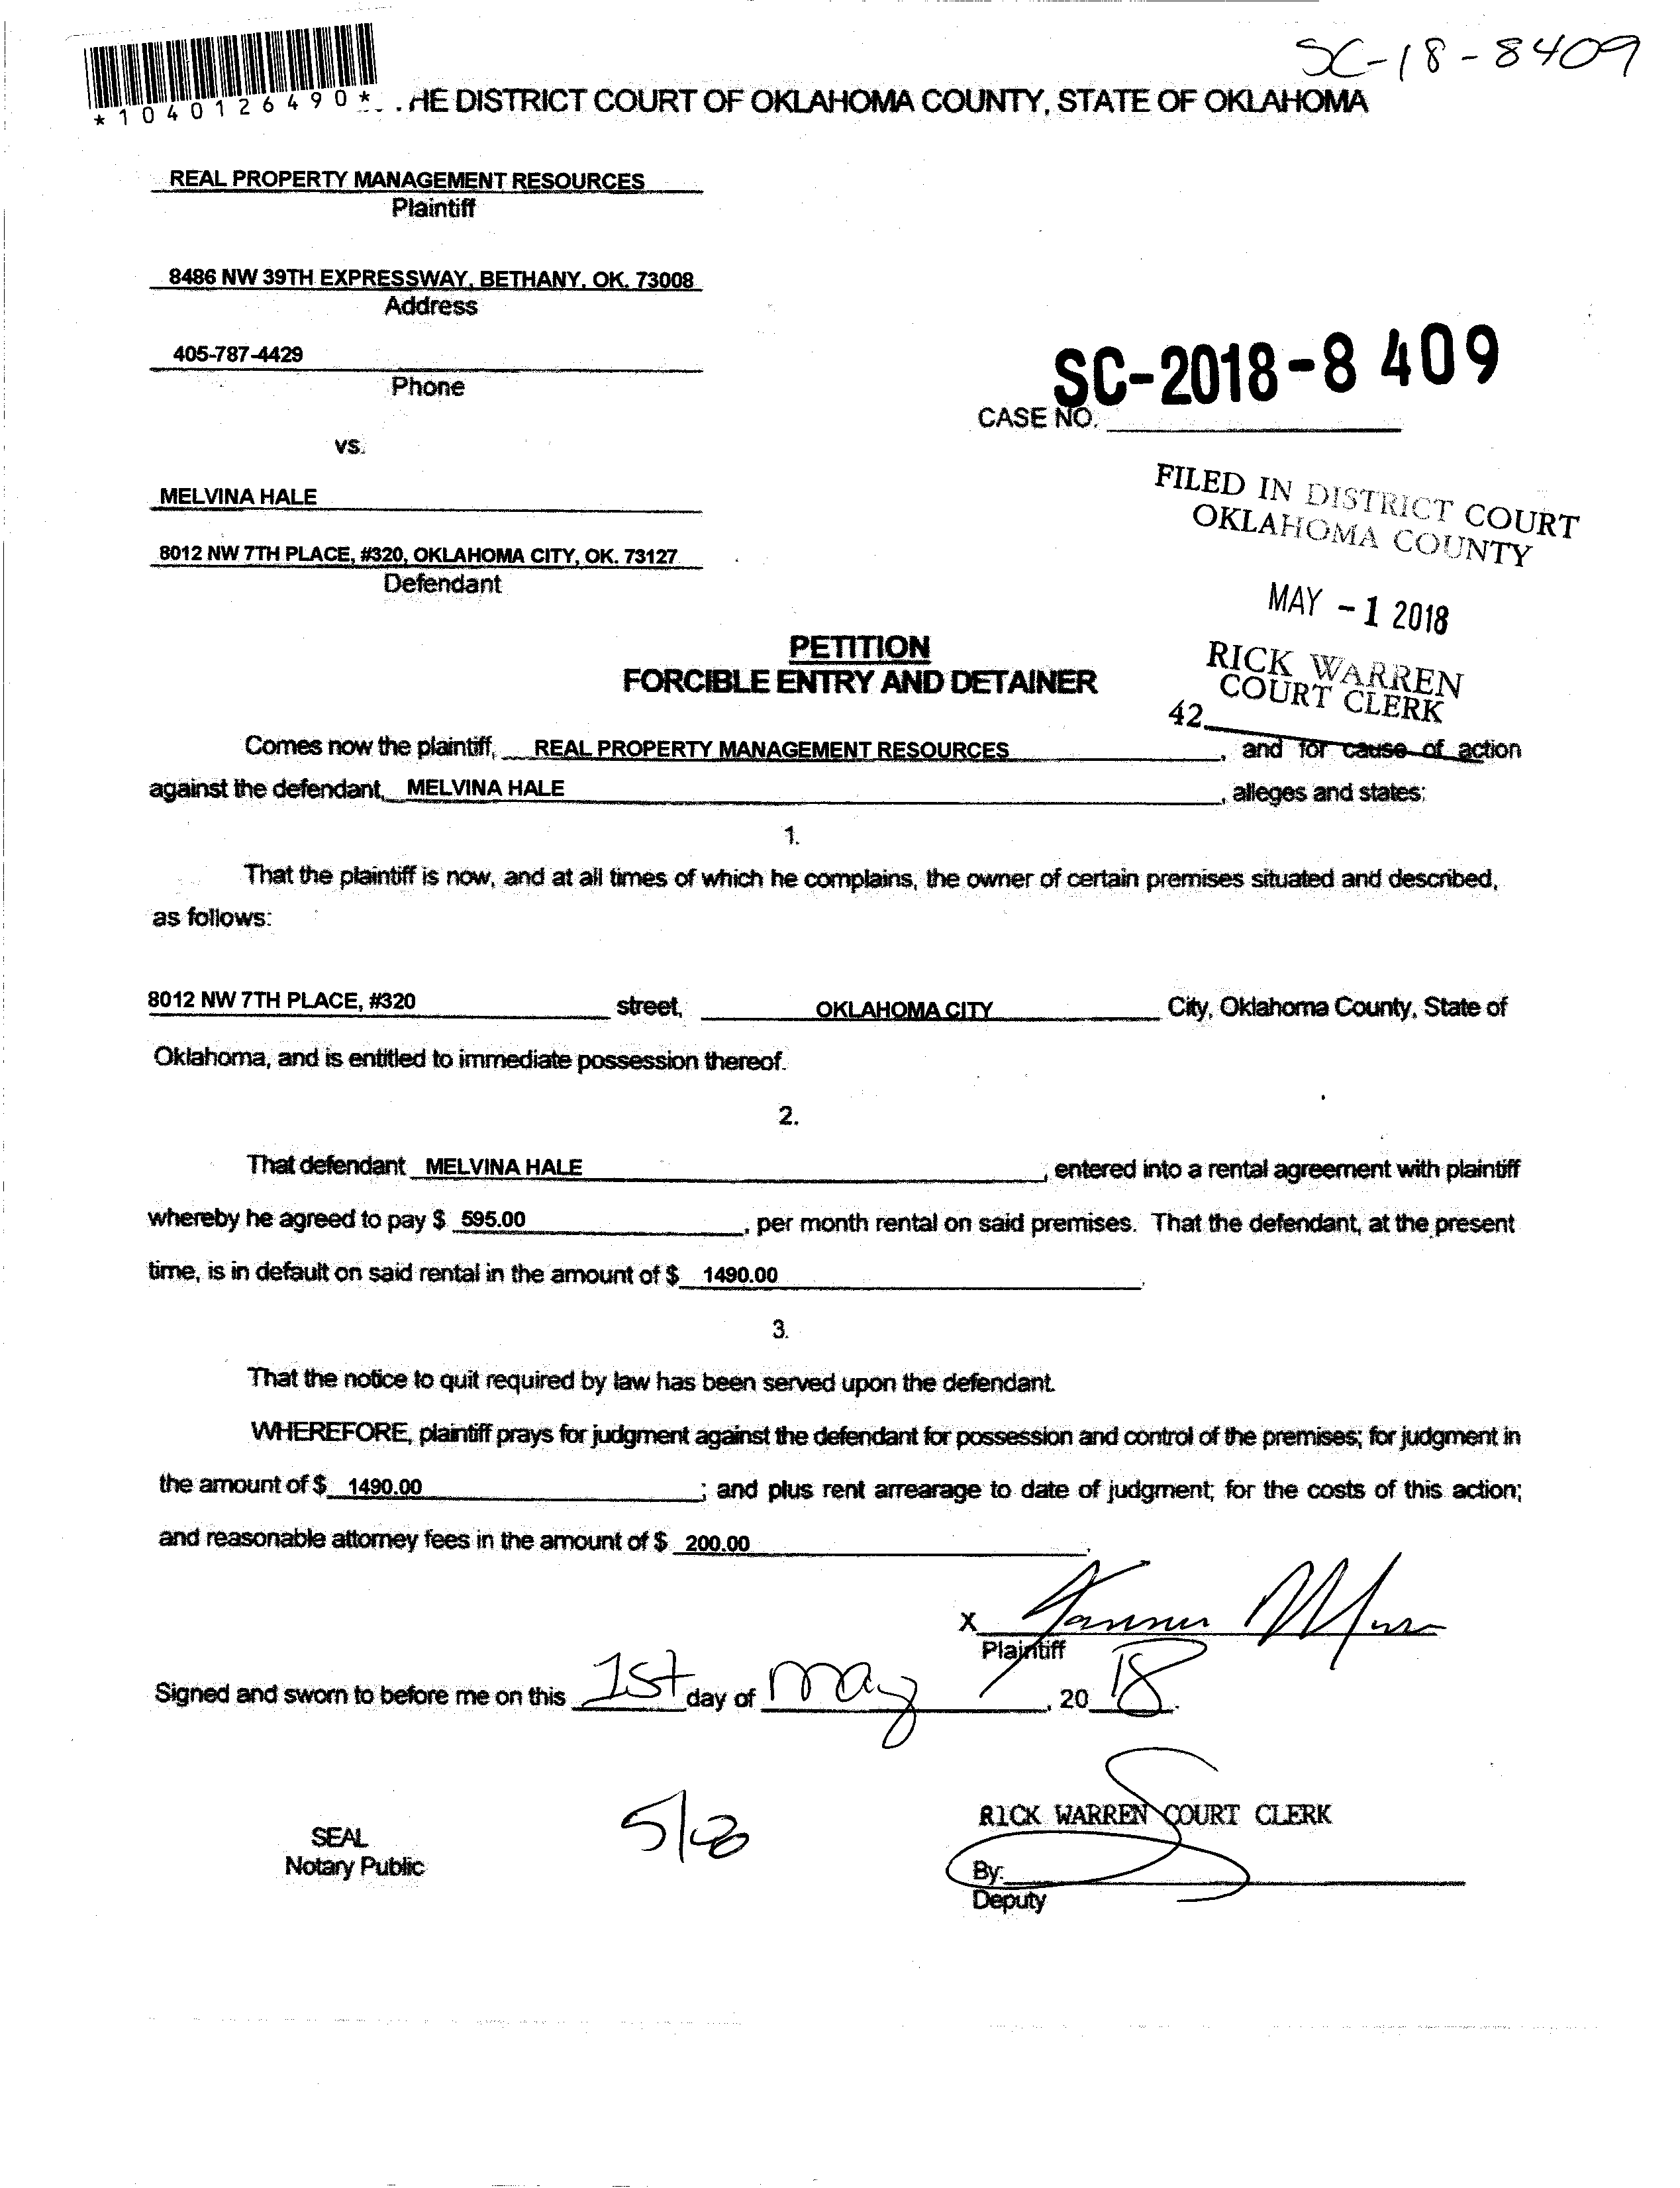 SC-18-8409
*1040126490*
HE DISTRICT COURT OF OKLAHOMA COUNTY, STATE OF OKLAHOMA
REAL PROPERTY MANAGEMENT RESOURCES
Plaintiff
8486 NW 39TH EXPRESSWAY, BETHANY, OK. 73008
Address
405-787-4429
Phone
SC-2018-8 409
CASE NO.
vs.
MELVINA HALE
8012 NW 7TH PLACE, #320, OKLAHOMA CITY, OK. 73127
Defendant
FILED IN DISTRICT COURT
OKLAHOMA COUNTY
MAY -1 2018
RICK WARREN
COURT CLERK
42
PETITION
FORCIBLE ENTRY AND DETAINER
Comes now the plaintiff, REAL PROPERTY MANAGEMENT RESOURCES, and for cause of action
against the defendant, MELVINA HALE, alleges and states:
1.
That the plaintiff is now, and at all times of which he complains, the owner of certain premises situated and described,
as follows:
8012 NW 7TH PLACE, #320 street, OKLAHOMA CITY City, Oklahoma County, State of
Oklahoma, and is entitled to immediate possession thereof.
2.
That defendant MELVINA HALE, entered into a rental agreement with plaintiff
whereby he agreed to pay $ 595.00, per month rental on said premises. That the defendant, at the present
time, is in default on said rental in the amount of $ 1490.00.
3.
That the notice to quit required by law has been served upon the defendant.
WHEREFORE, plaintiff prays for judgment against the defendant for possession and control of the premises; for judgment in
the amount of $ 1490.00; and plus rent arrearage to date of judgment; for the costs of this action;
and reasonable attorney fees in the amount of $ 200.00.
X
Plaintiff
Signed and sworn to before me on this 1st day of May, 20 18.
RICK WARREN COURT CLERK
SEAL
Notary Public
By:
Deputy